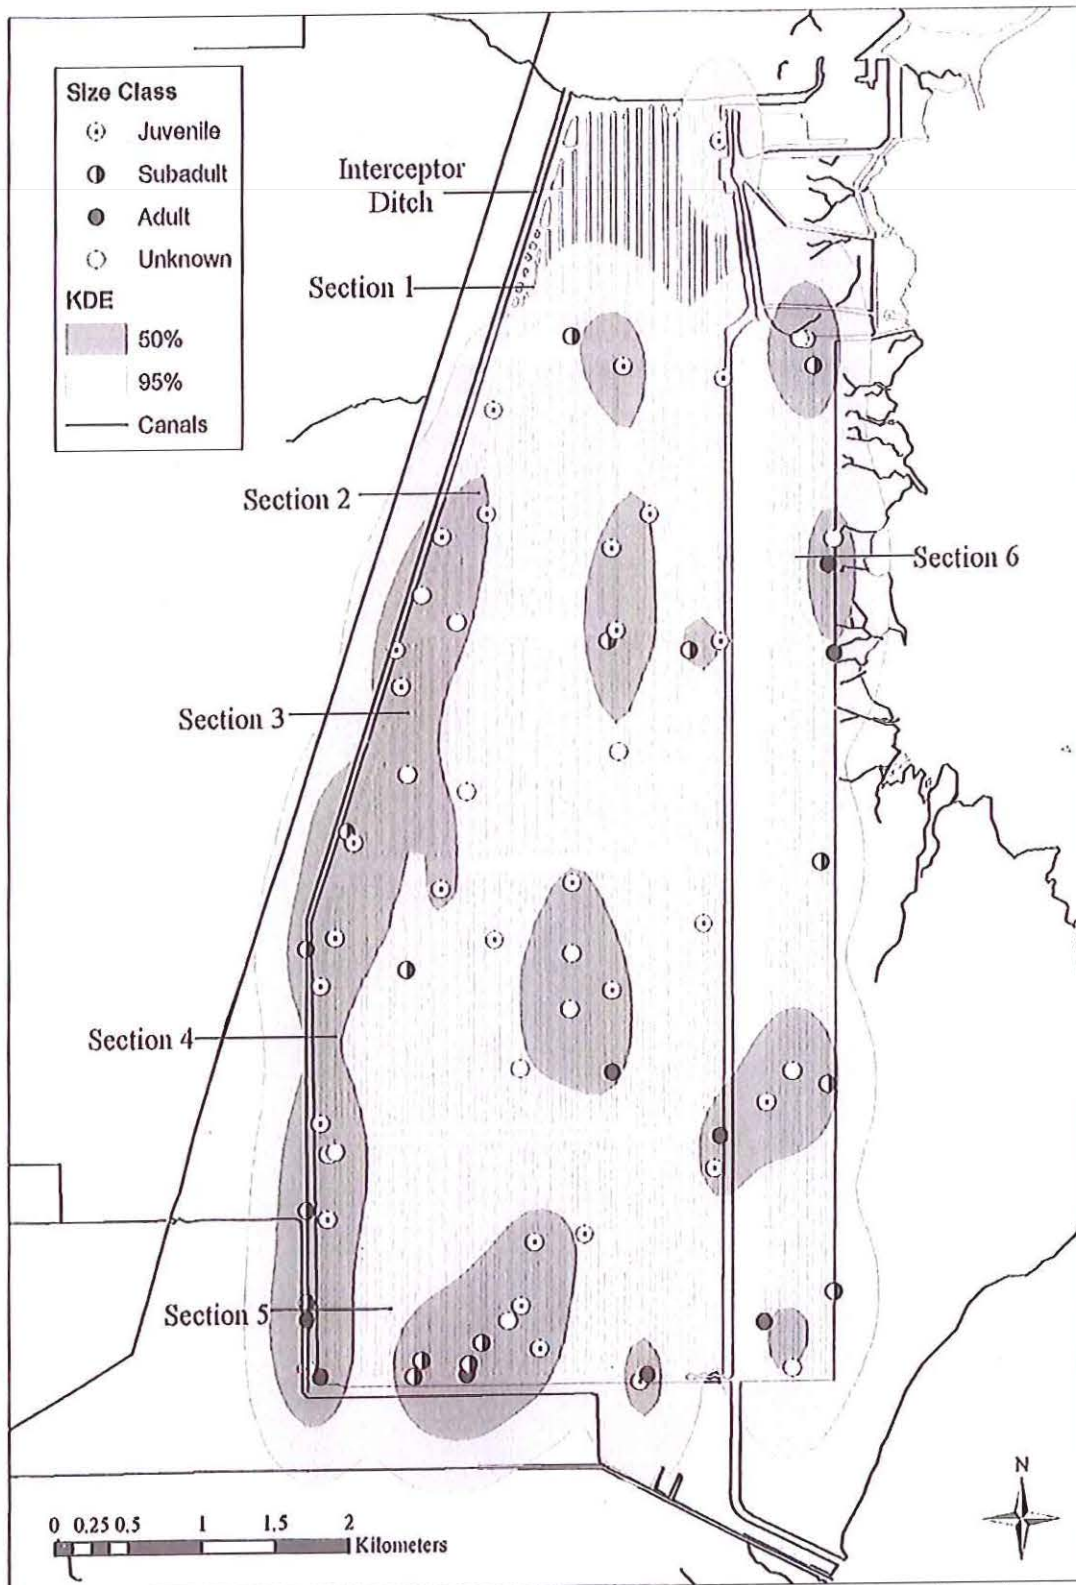 Size Class
Juvenile
Subadult
Adult
Unknown
KDE
50%
95%
Canals
Interceptor
Ditch
Section 1
Section 2
Section 6
Section 3
Section 4
Section 5
N
0 0.25 0.5 1 1.5 2
Kilometers